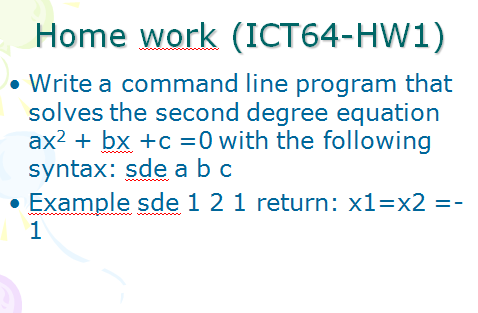 Home work (ICT64-HW1)
• Write a command line program that
solves the second degree equation
ax² + bx +c =0 with the following
syntax: sde a b c
• Example sde 1 2 1 return: x1=x2 =-
1